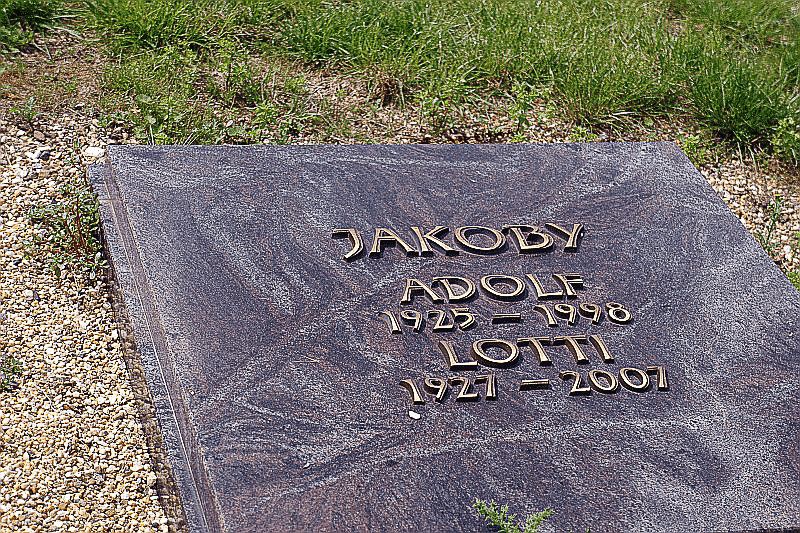 JAKOBY
ADOLF
1925 – 1998
LOTTI
1927 – 2007